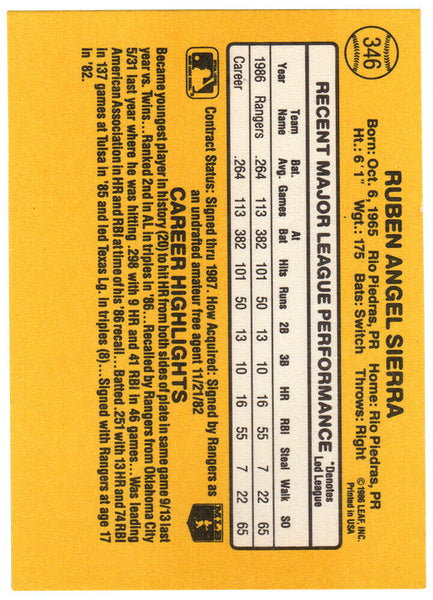 346
RUBEN ANGEL SIERRA
Born: Oct. 6, 1965 Rio Piedras, PR Home: Rio Piedras, PR
Ht.: 6'1" Wgt.: 175 Bats: Switch Throws: Right
©1986 LEAF, INC.
Printed in USA
RECENT MAJOR LEAGUE PERFORMANCE *Denotes Led League
Year Team Name Bat. Avg. Games At Bat Hits Runs 2B 3B HR RBI Steal Walk SO
1986 Rangers .264 113 382 101 50 13 10 16 55 7 22 65
Career .264 113 382 101 50 13 10 16 55 7 22 65
Contract Status: Signed thru 1987. How Acquired: Signed by Rangers as
an undrafted amateur free agent 11/21/82
CAREER HIGHLIGHTS
Became youngest player in history (20) to hit HR from both sides of plate in same game 9/13 last
year vs. Twins... Ranked 2nd in AL in triples in '86... Recalled by Rangers from Oklahoma City
5/31 last year where he was hitting .298 with 9 HR and 41 RBI in 46 games... Was leading
American Association in HR and RBI at time of his '86 recall... Batted .251 with 13 HR and 74 RBI
in 137 games at Tulsa in '85 and led Texas Lg. in triples (8)... Signed with Rangers at age 17
in '82.